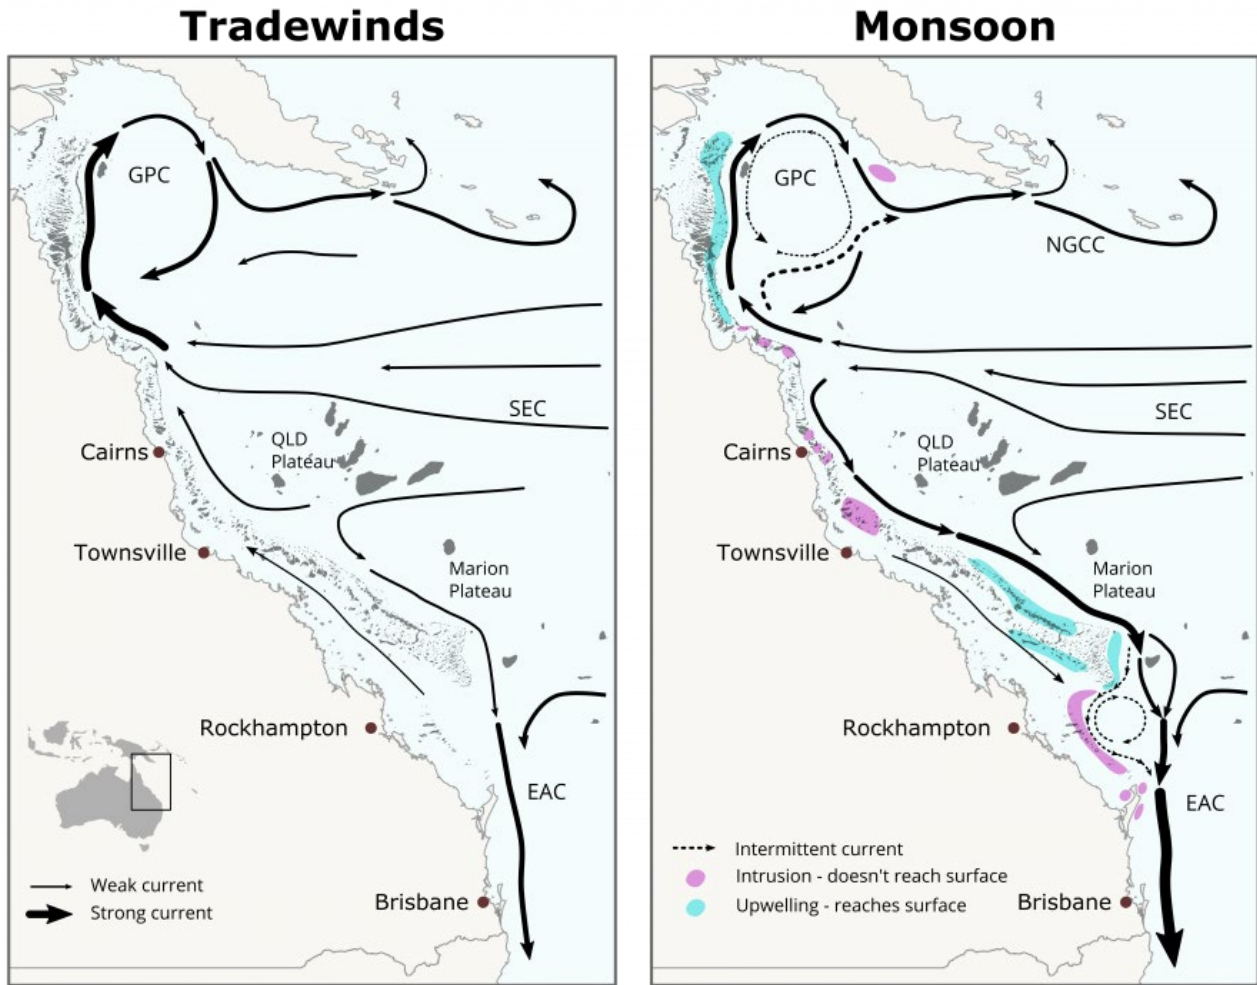 Tradewinds
GPC
SEC
QLD
Plateau
Cairns
Townsville
Marion
Plateau
Rockhampton
EAC
Weak current
Strong current
Brisbane
Monsoon
GPC
NGCC
SEC
QLD
Plateau
Cairns
Townsville
Marion
Plateau
Rockhampton
EAC
Intermittent current
Intrusion - doesn't reach surface
Upwelling - reaches surface
Brisbane